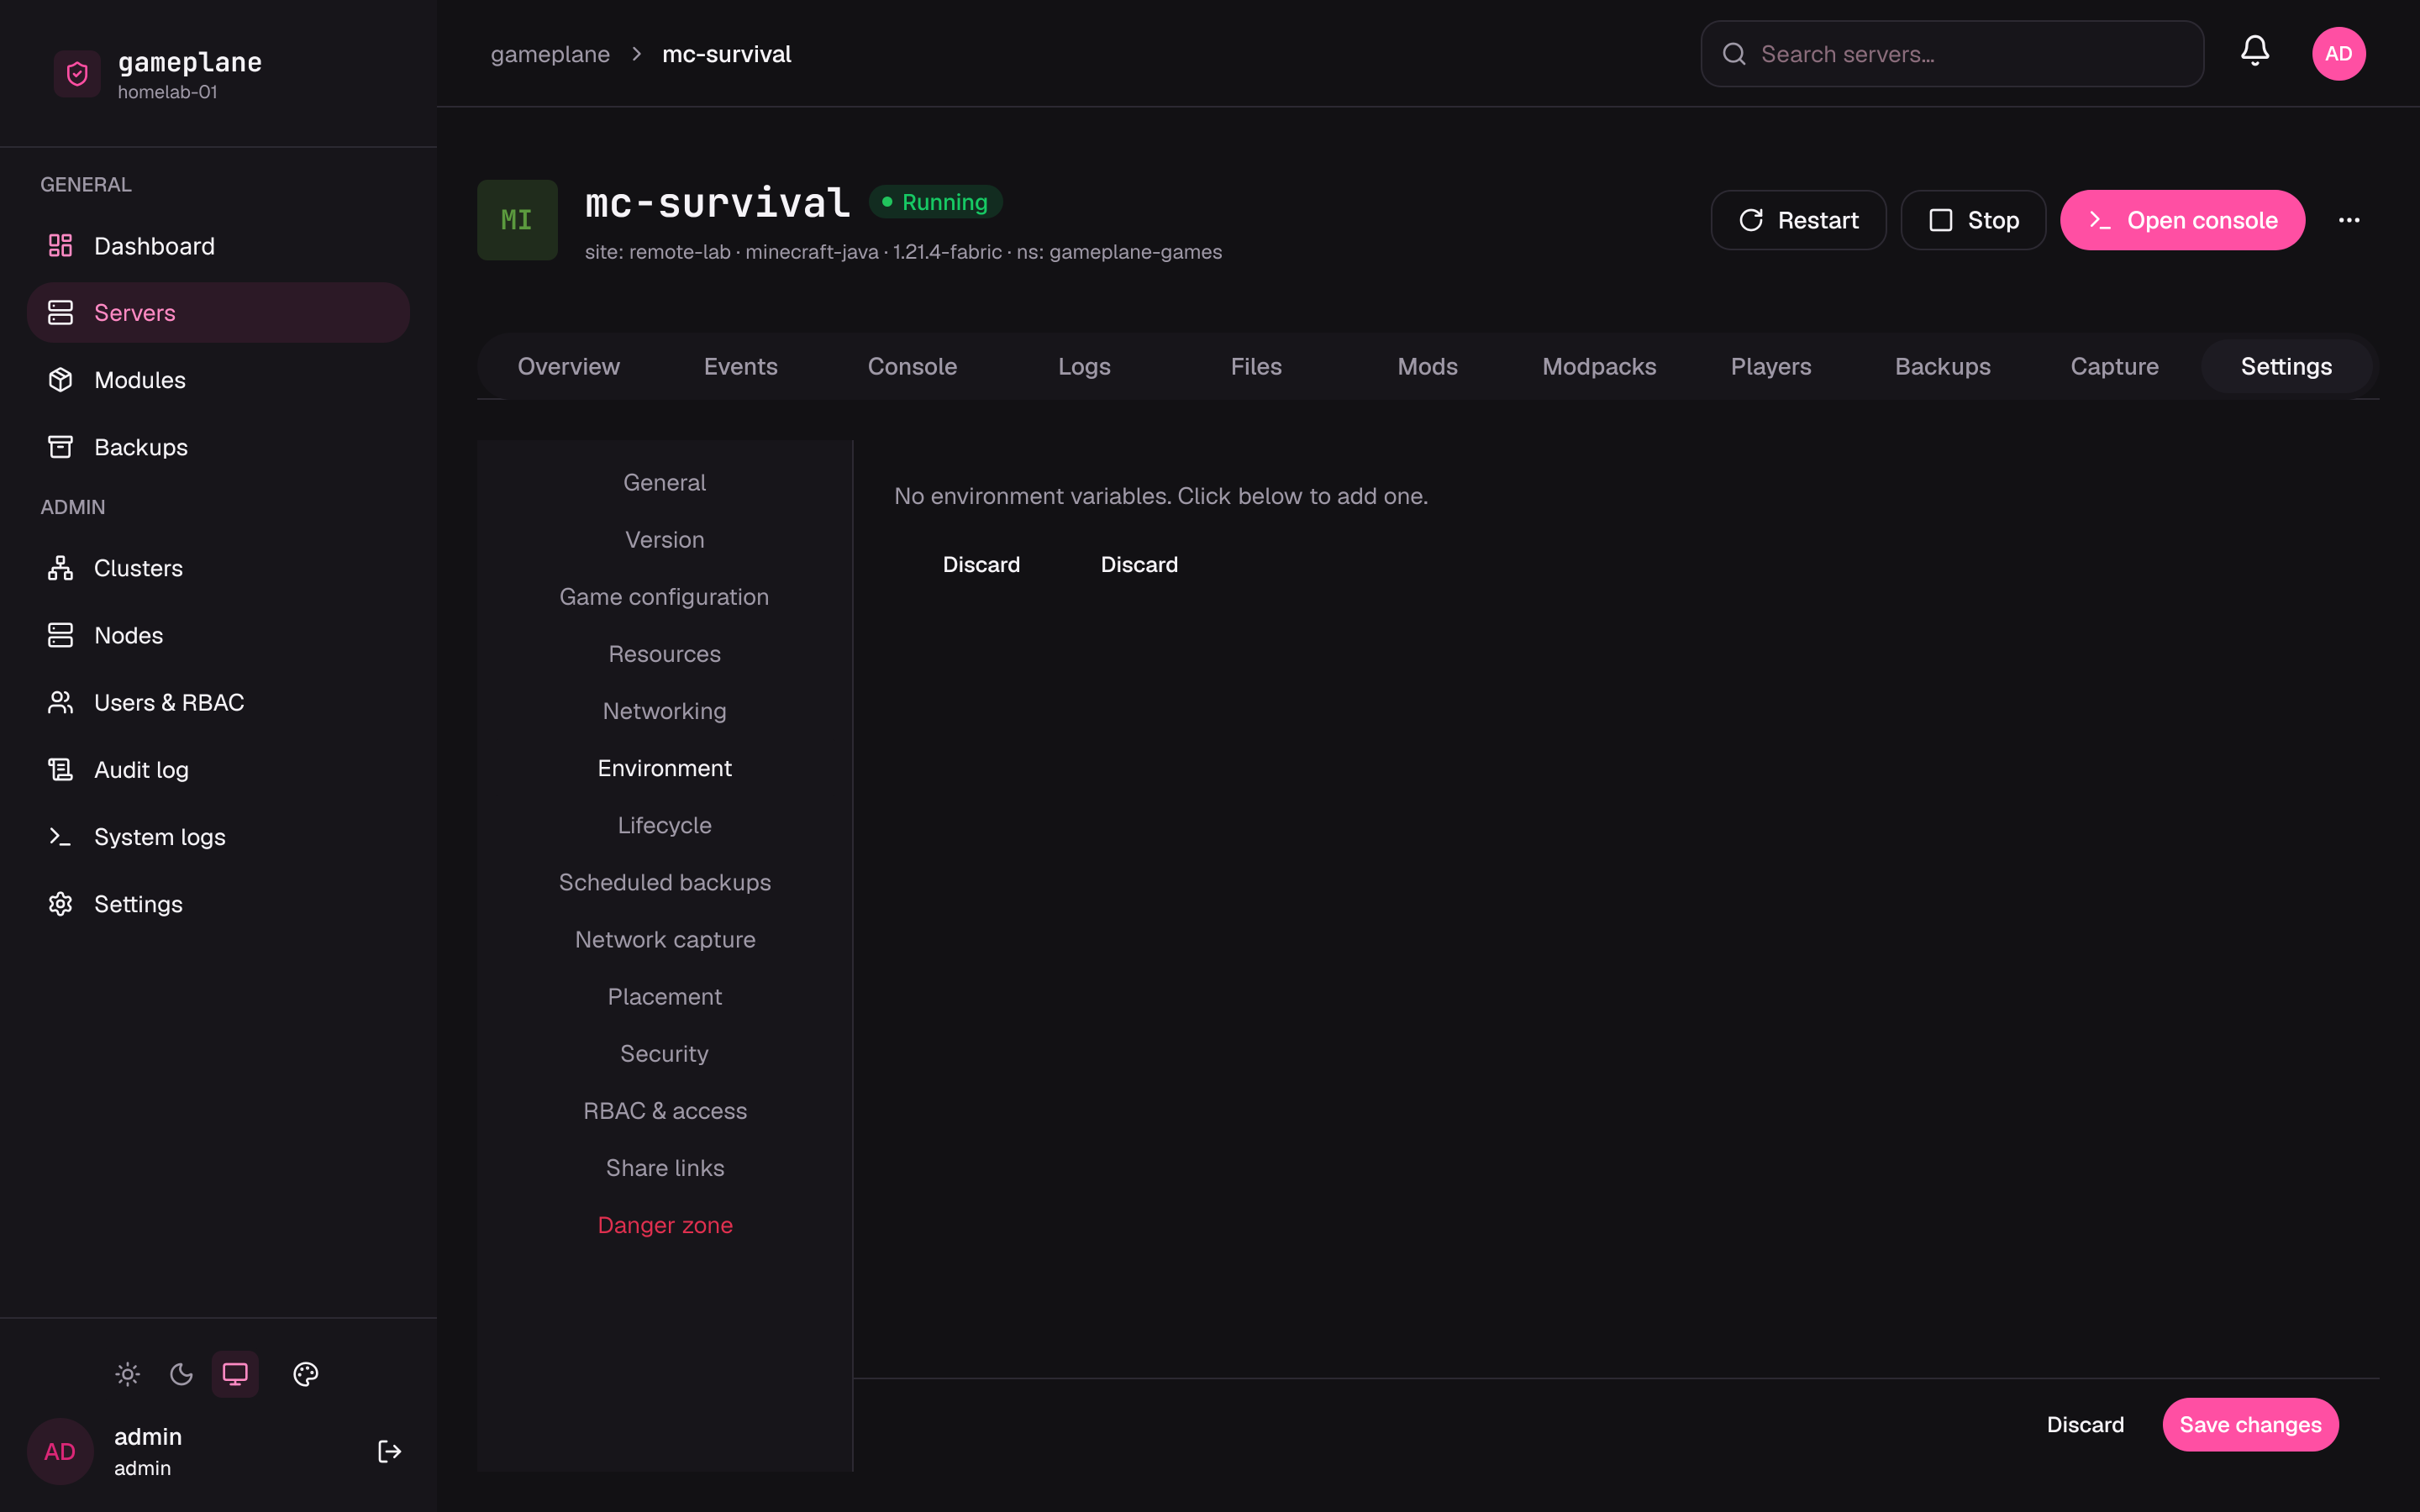 gameplane
homelab-01
GENERAL
Dashboard
Servers
Modules
Backups
ADMIN
Clusters
Nodes
Users & RBAC
Audit log
System logs
Settings
AD
admin
admin
gameplane > mc-survival
Search servers...
AD
MI
mc-survival
Running
site: remote-lab · minecraft-java · 1.21.4-fabric · ns: gameplane-games
Restart
Stop
Open console
Overview Events Console Logs Files Mods Modpacks Players Backups Capture Settings
General
Version
Game configuration
Resources
Networking
Environment
Lifecycle
Scheduled backups
Network capture
Placement
Security
RBAC & access
Share links
Danger zone
No environment variables. Click below to add one.
Discard Discard
Discard Save changes